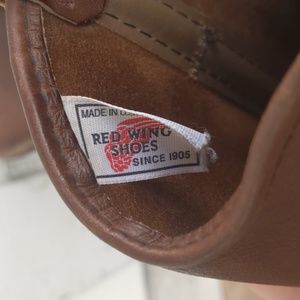 MADE IN U.S.A.
RED WING
SHOES
SINCE 1905